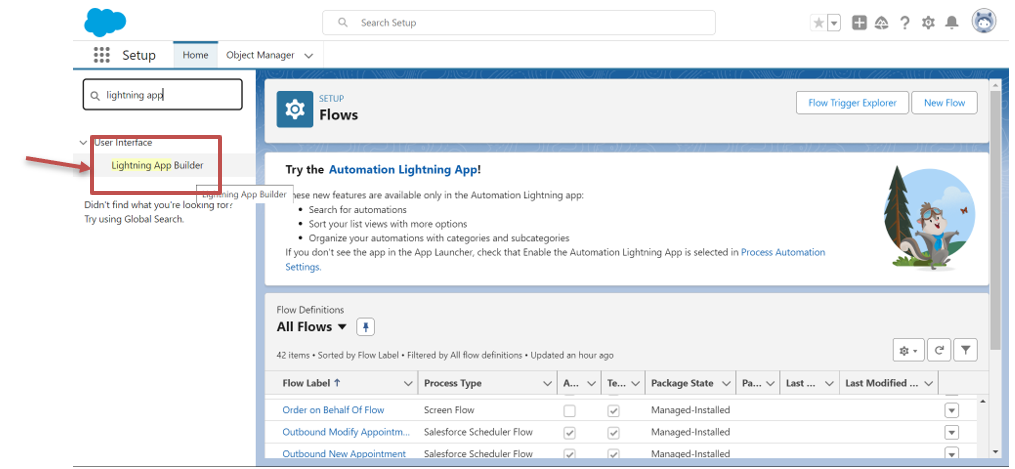 Search Setup
Setup
Home
Object Manager
lightning app
User Interface
Lightning App Builder
Lightning App Builder
Didn't find what you're looking for?
Try using Global Search.
SETUP
Flows
Flow Trigger Explorer
New Flow
Try the Automation Lightning App!
hese new features are available only in the Automation Lightning app:
• Search for automations
• Sort your list views with more options
• Organize your automations with categories and subcategories
If you don't see the app in the App Launcher, check that Enable the Automation Lightning App is selected in Process Automation
Settings.
Flow Definitions
All Flows
42 items • Sorted by Flow Label • Filtered by All flow definitions • Updated an hour ago
Flow Label ↑ Process Type A... Te... Package State Pa... Last ... Last Modified ...
Order on Behalf Of Flow Screen Flow Managed-Installed
Outbound Modify Appointm... Salesforce Scheduler Flow Managed-Installed
Outbound New Appointment Salesforce Scheduler Flow Managed-Installed